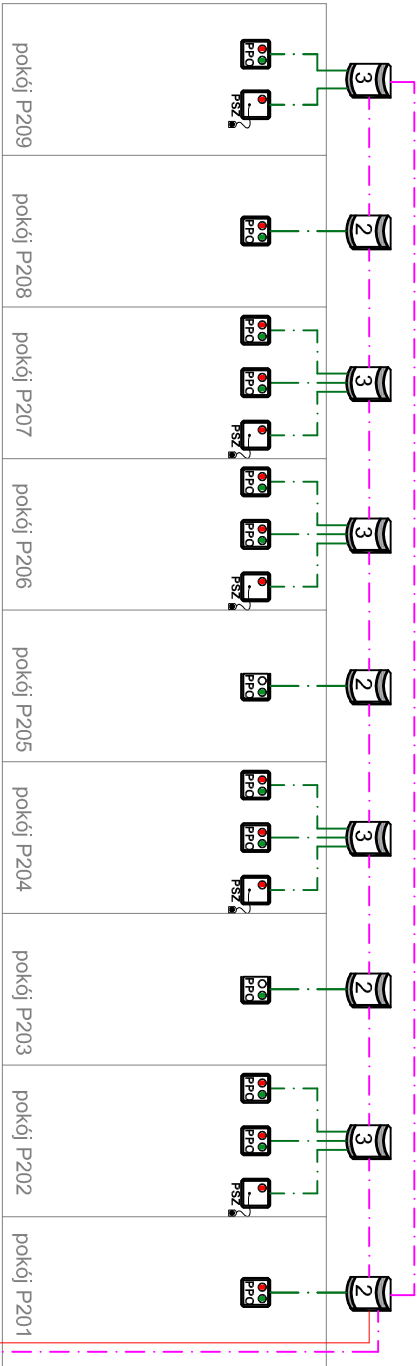 3
PPO
PSZ
pokój P209
2
PPO
pokój P208
3
PPO
PPO
PSZ
pokój P207
3
PPO
PPO
PSZ
pokój P206
2
PPO
pokój P205
3
PPO
PPO
PSZ
pokój P204
2
PPO
pokój P203
3
PPO
PPO
PSZ
pokój P202
2
PPO
pokój P201